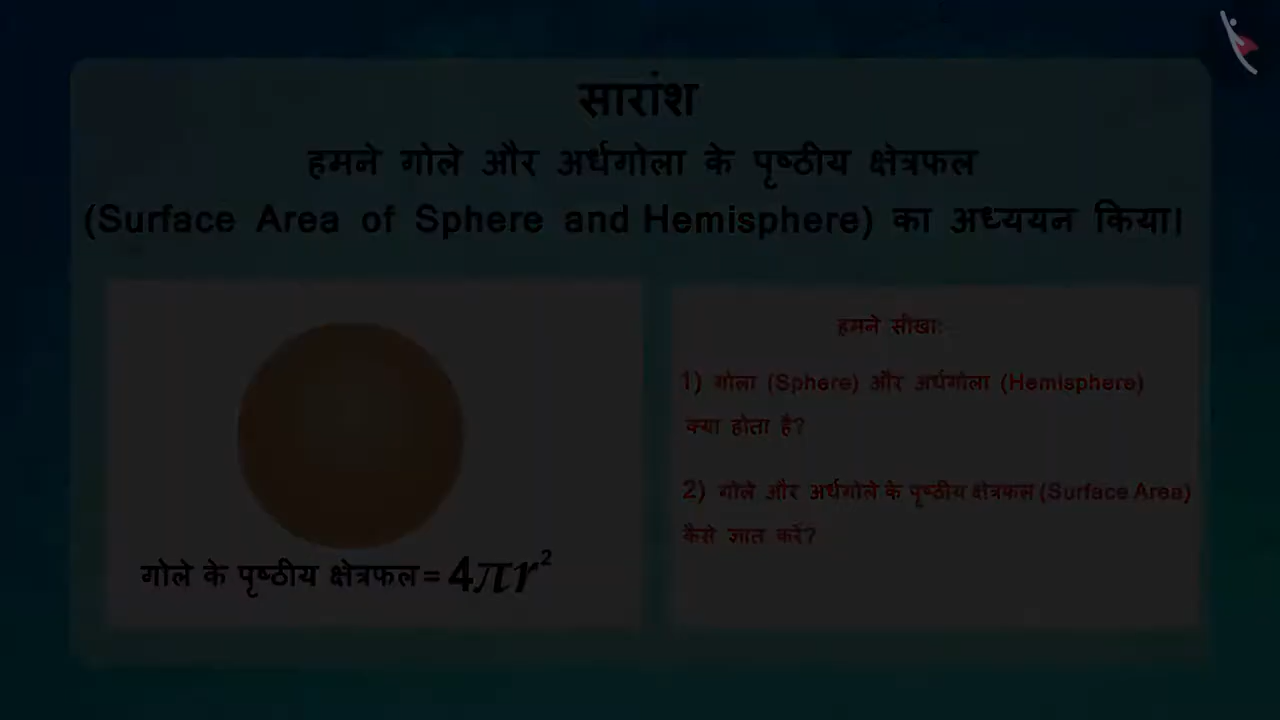 सारांश
हमने गोले और अर्धगोला के पृष्ठीय क्षेत्रफल
(Surface Area of Sphere and Hemisphere) का अध्ययन किया।
गोले के पृष्ठीय क्षेत्रफल = 4πr²
हमने सीखा:
1) गोला (Sphere) और अर्धगोला (Hemisphere)
क्या होता है?
2) गोले और अर्धगोले के पृष्ठीय क्षेत्रफल (Surface Area)
कैसे ज्ञात करें?